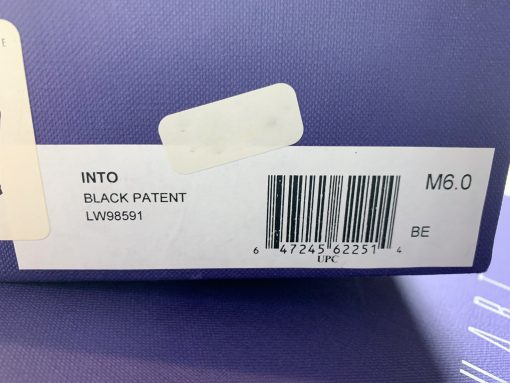 INTO
BLACK PATENT
LW98591
M6.0
BE
6 47245 62251 4
UPC